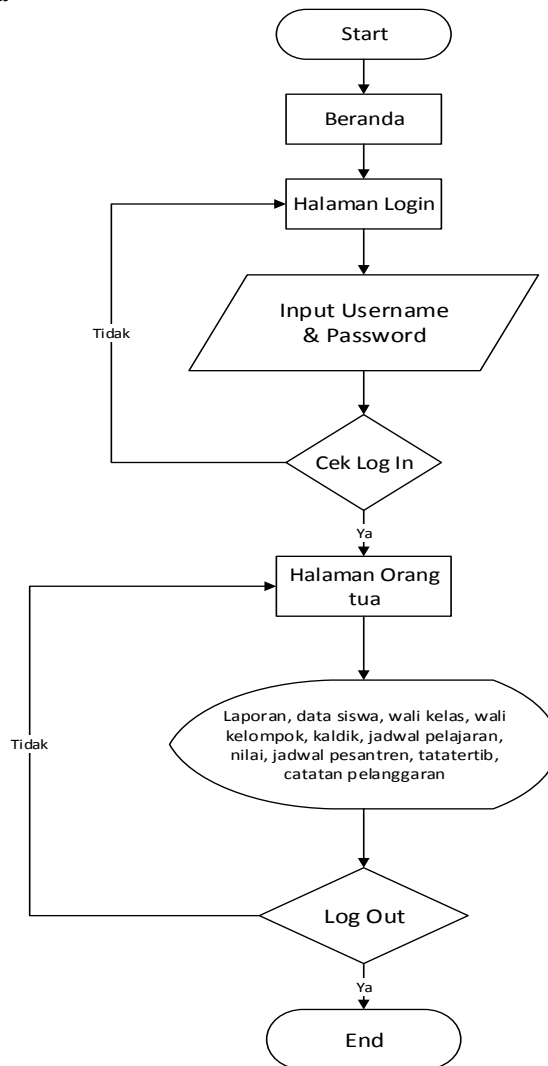 Start
Beranda
Halaman Login
Input Username
& Password
Tidak
Cek Log In
Ya
Halaman Orang
tua
Laporan, data siswa, wali kelas, wali
kelompok, kaldik, jadwal pelajaran,
nilai, jadwal pesantren, tatatertib,
catatan pelanggaran
Tidak
Log Out
Ya
End